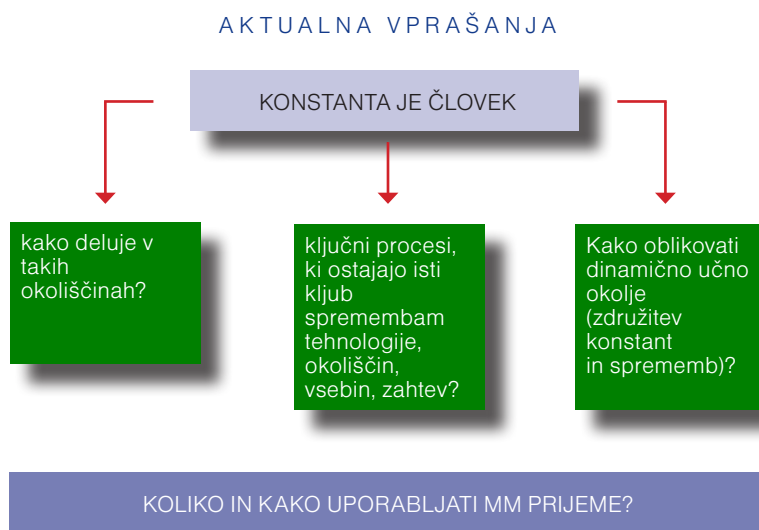 AKTUALNA VPRAŠANJA
KONSTANTA JE ČLOVEK
kako deluje v
takih
okoliščinah?
ključni procesi,
ki ostajajo isti
kljub
spremembam
tehnologije,
okoliščin,
vsebin, zahtev?
Kako oblikovati
dinamično učno
okolje
(združitev
konstant
in sprememb)?
KOLIKO IN KAKO UPORABLJATI MM PRIJEME?